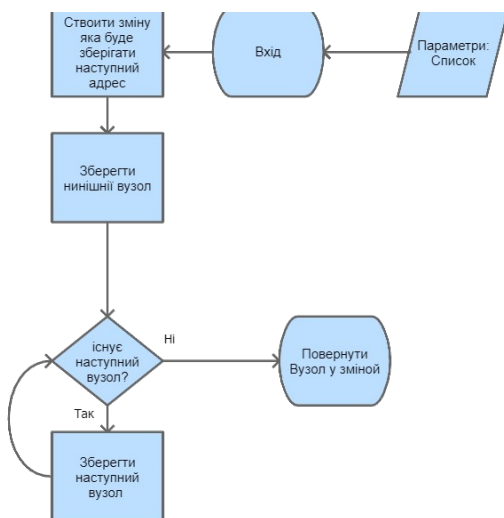 Ствоити зміну
яка буде
зберігати
наступний
адрес
Вхід
Параметри:
Список
Зберегти
нинішнії вузол
існує
наступний
вузол?
Ні
Повернути
Вузол у зміной
Так
Зберегти
наступний
вузол